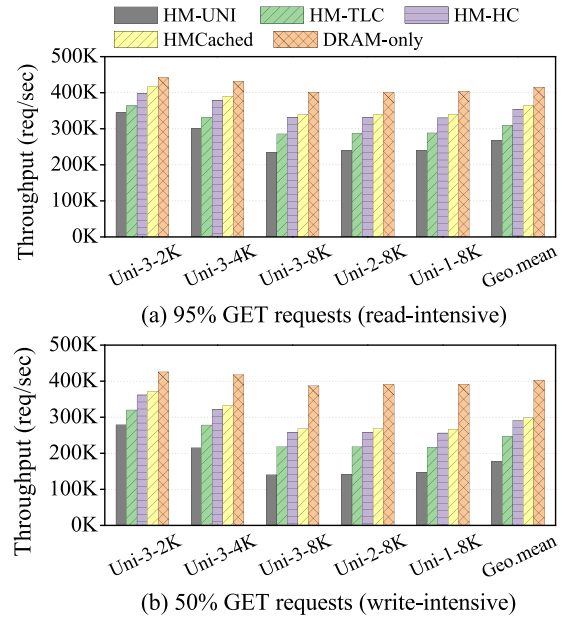 HM-UNI HM-TLC HM-HC
HMCached DRAM-only
Throughput (req/sec)
500K
400K
300K
200K
100K
0K
Uni-3-2K Uni-3-4K Uni-3-8K Uni-2-8K Uni-1-8K Geo.mean
(a) 95% GET requests (read-intensive)
Throughput (req/sec)
500K
400K
300K
200K
100K
0K
Uni-3-2K Uni-3-4K Uni-3-8K Uni-2-8K Uni-1-8K Geo.mean
(b) 50% GET requests (write-intensive)